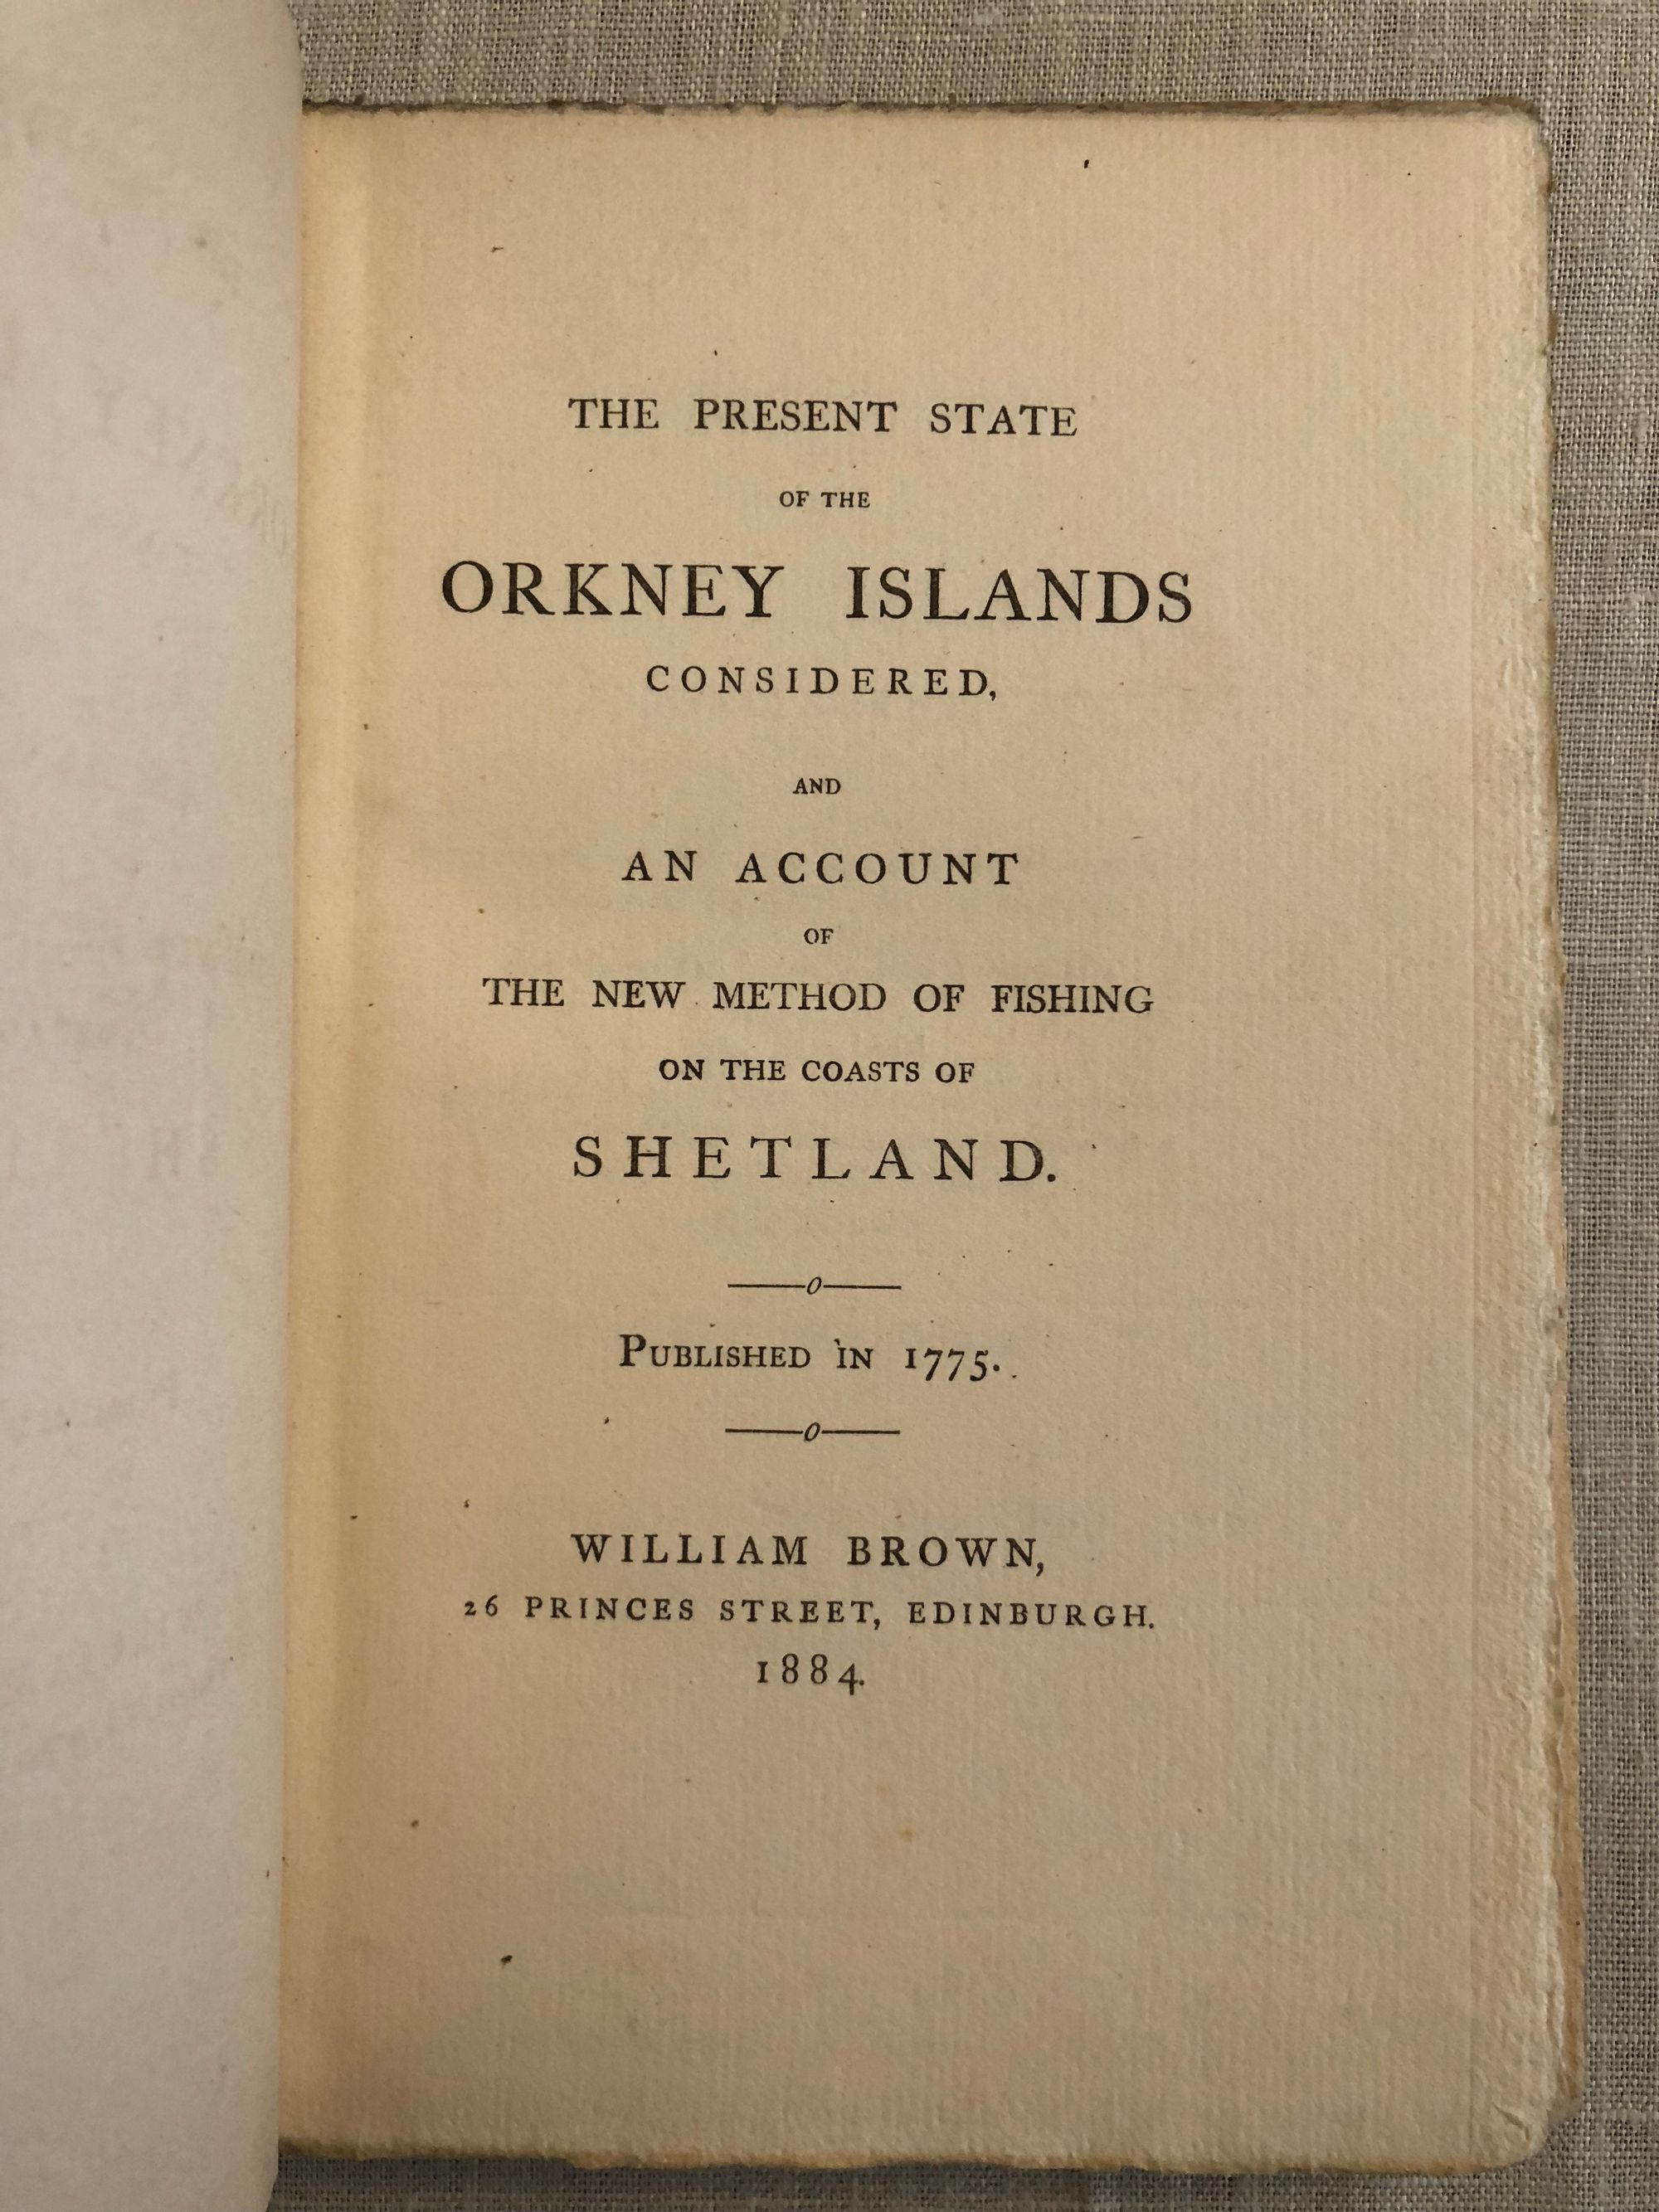 THE PRESENT STATE
OF THE
ORKNEY ISLANDS
CONSIDERED,
AND
AN ACCOUNT
OF
THE NEW METHOD OF FISHING
ON THE COASTS OF
SHETLAND.
PUBLISHED IN 1775.
WILLIAM BROWN,
26 PRINCES STREET, EDINBURGH.
1884.